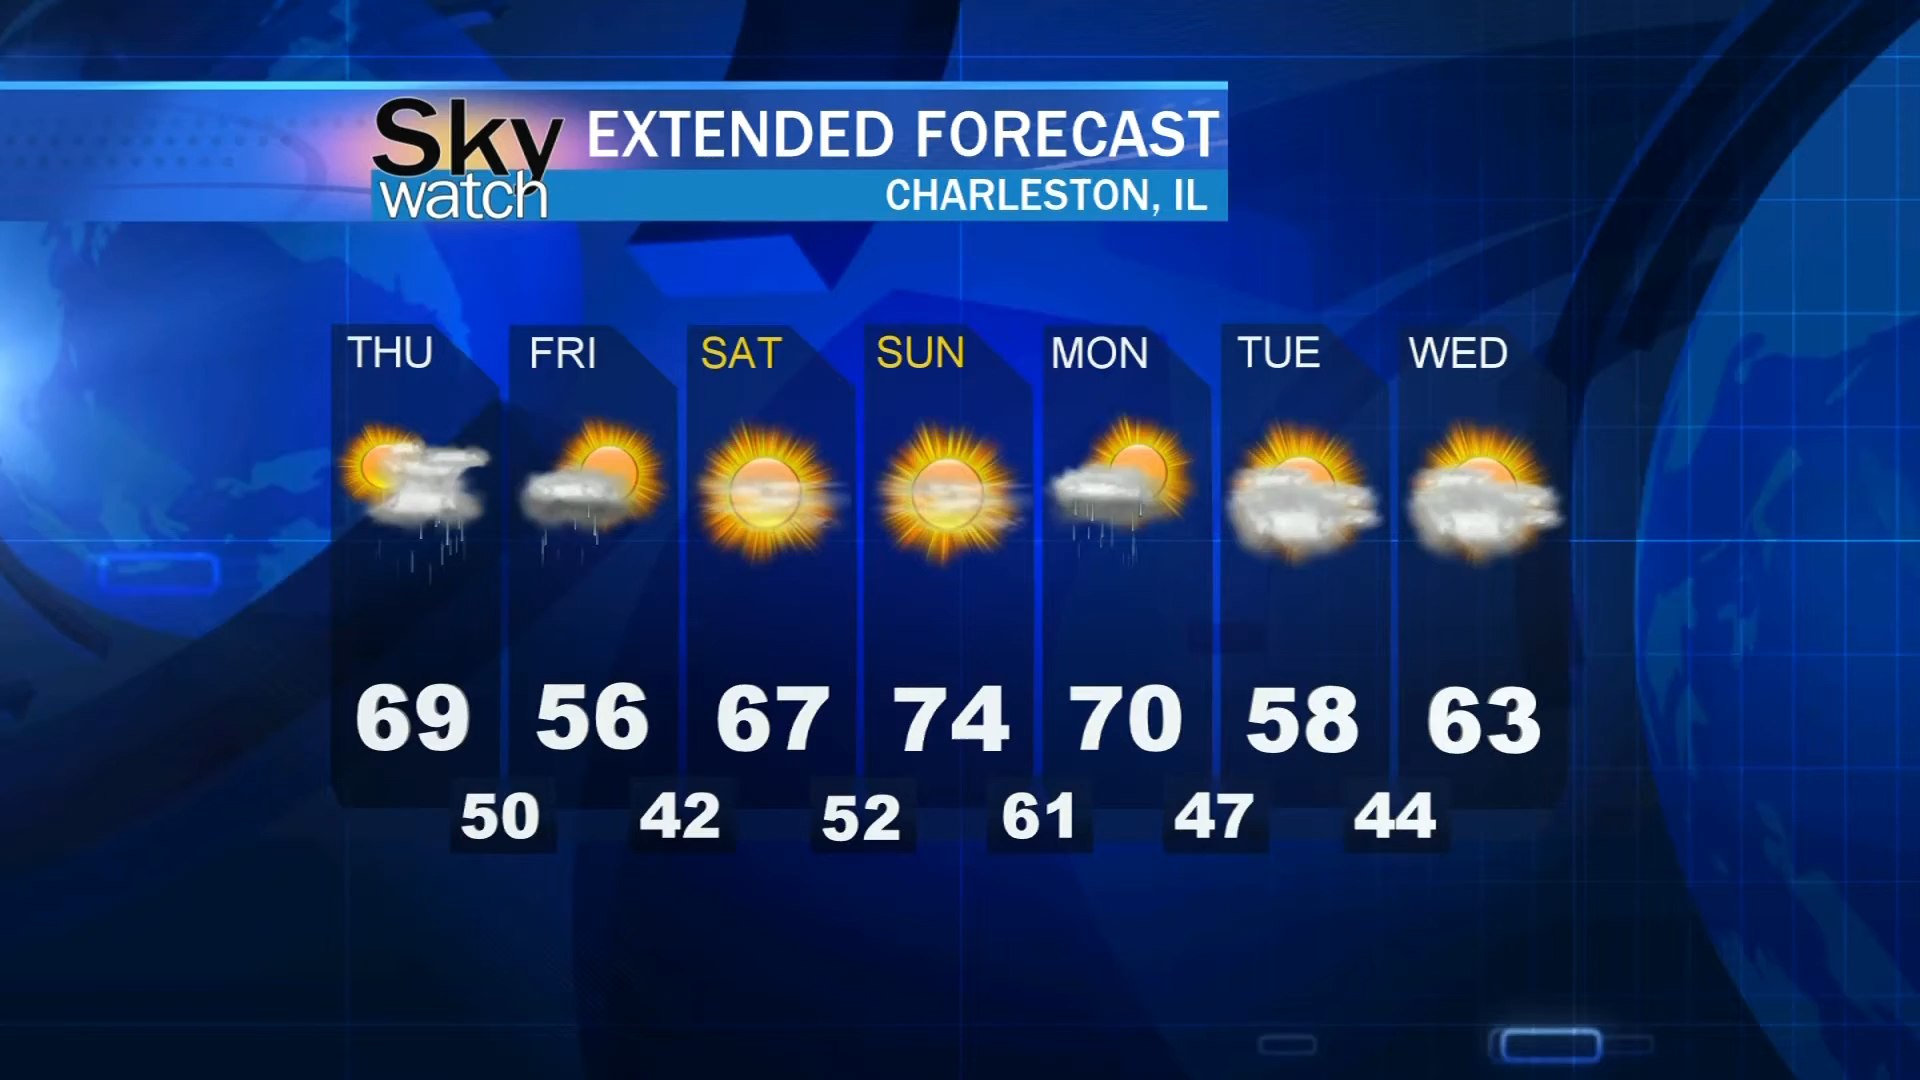 Sky watch
EXTENDED FORECAST
CHARLESTON, IL
THU FRI SAT SUN MON TUE WED
69 56 67 74 70 58 63
50 42 52 61 47 44